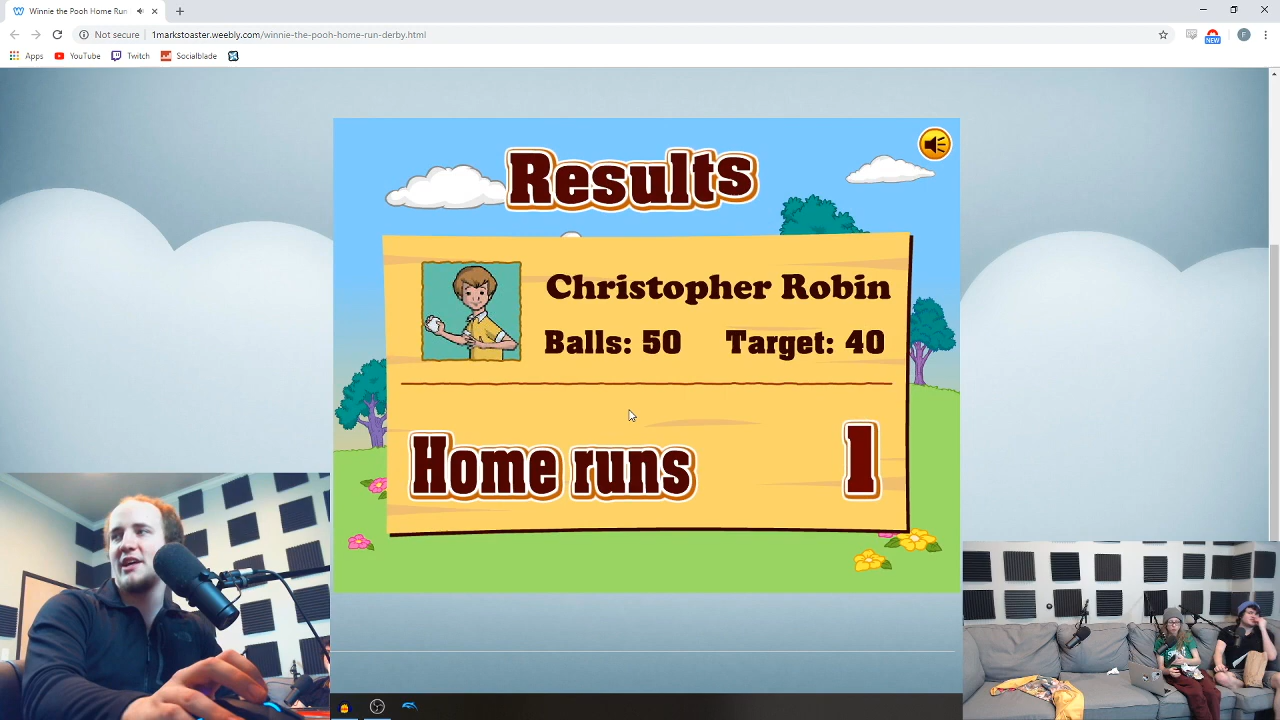 Winnie the Pooh Home Run
Not secure
1markstoaster.weebly.com/winnie-the-pooh-home-run-derby.html
NEW
F
Apps
YouTube
Twitch
Socialblade
Results
Christopher Robin
Balls: 50
Target: 40
Home runs
1